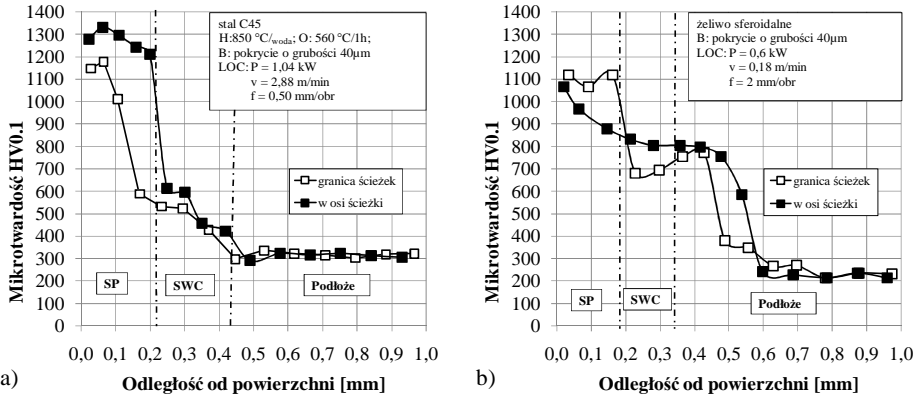 a)
Mikrotwardość HV0.1
1400
1300
1200
1100
1000
900
800
700
600
500
400
300
200
100
0
stal C45
H:850 °C/woda; O: 560 °C/1h;
B: pokrycie o grubości 40µm
LOC: P = 1,04 kW
v = 2,88 m/min
f = 0,50 mm/obr
granica ścieżek
w osi ścieżki
SP
SWC
Podłoże
0,0 0,1 0,2 0,3 0,4 0,5 0,6 0,7 0,8 0,9 1,0
Odległość od powierzchni [mm]
b)
Mikrotwardość HV0.1
1400
1300
1200
1100
1000
900
800
700
600
500
400
300
200
100
0
żeliwo sferoidalne
B: pokrycie o grubości 40µm
LOC: P = 0,6 kW
v = 0,18 m/min
f = 2 mm/obr
granica ścieżek
w osi ścieżki
SP
SWC
Podłoże
0,0 0,1 0,2 0,3 0,4 0,5 0,6 0,7 0,8 0,9 1,0
Odległość od powierzchni [mm]